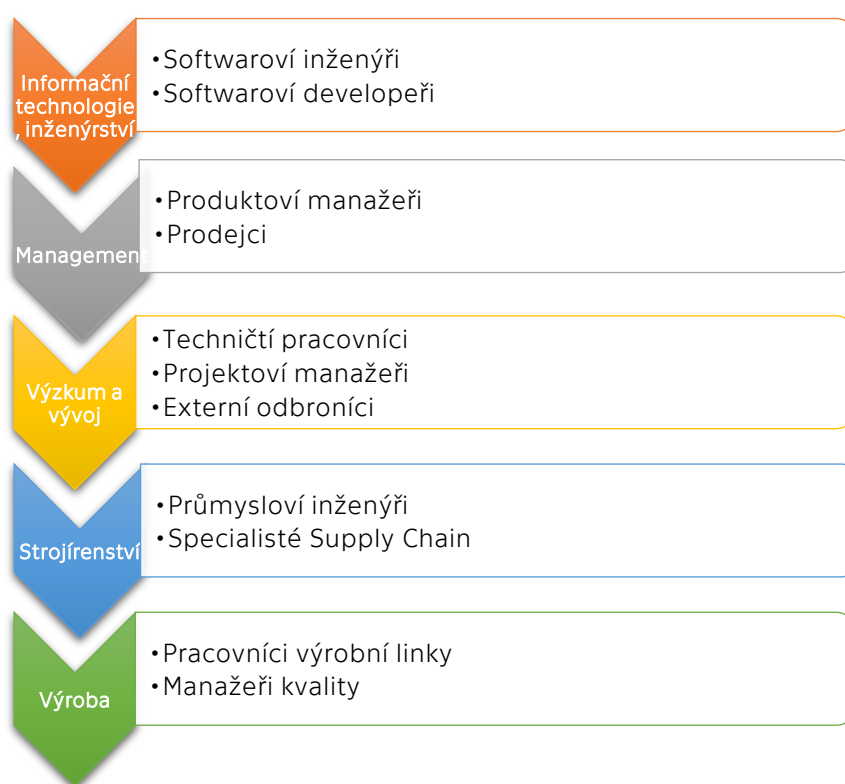 Informační
technologie
, inženýrství
•Softwaroví inženýři
•Softwaroví developeři
Management
•Produktoví manažeři
•Prodejci
Výzkum a
vývoj
•Techničtí pracovníci
•Projektoví manažeři
•Externí odbroníci
Strojírenství
•Průmysloví inženýři
•Specialisté Supply Chain
Výroba
•Pracovníci výrobní linky
•Manažeři kvality